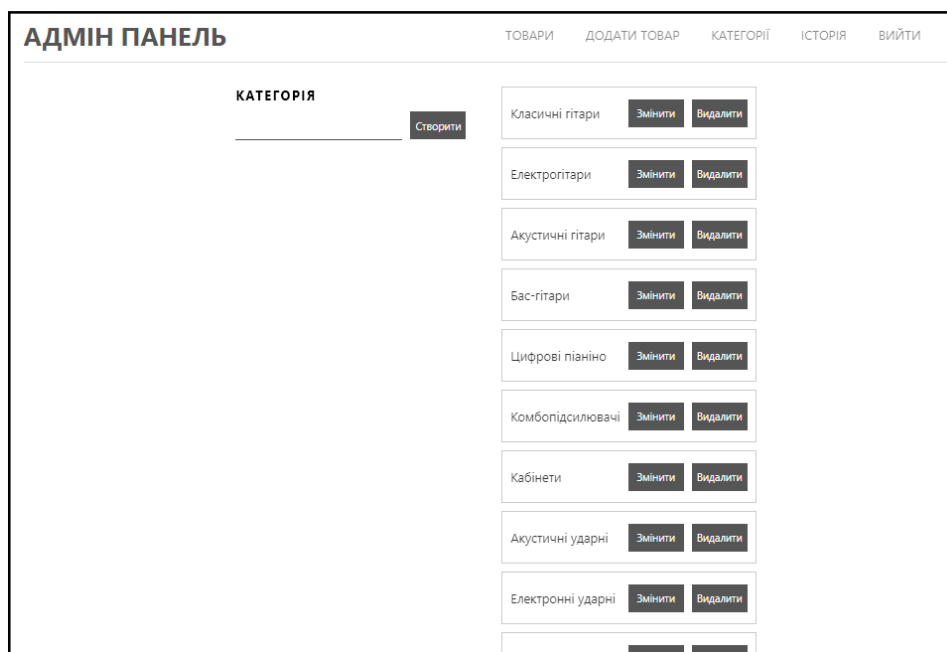 АДМІН ПАНЕЛЬ
ТОВАРИ ДОДАТИ ТОВАР КАТЕГОРІЇ ІСТОРІЯ ВИЙТИ
КАТЕГОРІЯ
Створити
Класичні гітари Змінити Видалити
Електрогітари Змінити Видалити
Акустичні гітари Змінити Видалити
Бас-гітари Змінити Видалити
Цифрові піаніно Змінити Видалити
Комбопідсилювачі Змінити Видалити
Кабінети Змінити Видалити
Акустичні ударні Змінити Видалити
Електронні ударні Змінити Видалити